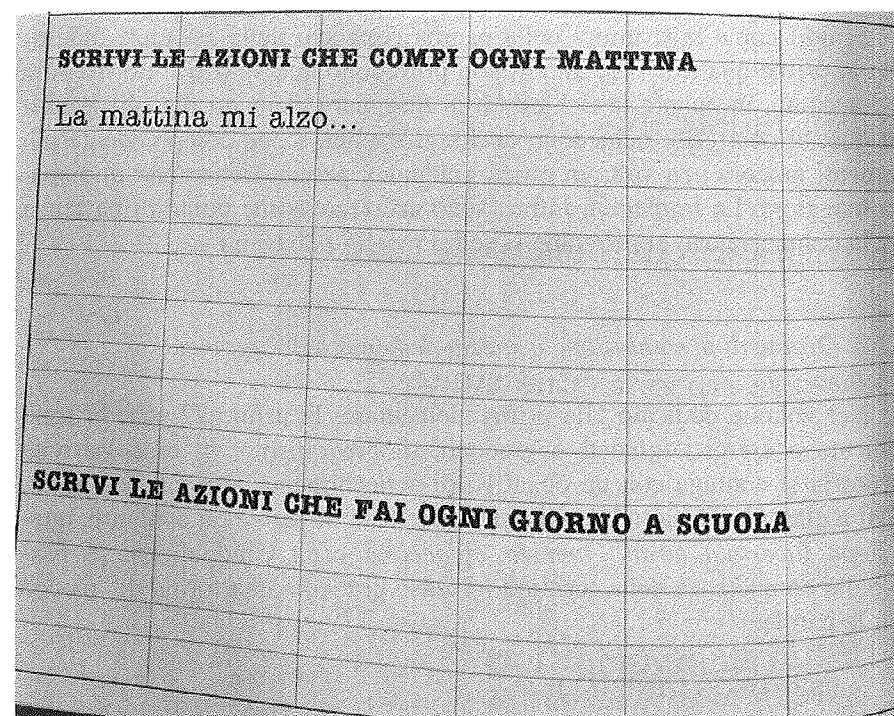 SCRIVI LE AZIONI CHE COMPI OGNI MATTINA
La mattina mi alzo...
SCRIVI LE AZIONI CHE FAI OGNI GIORNO A SCUOLA